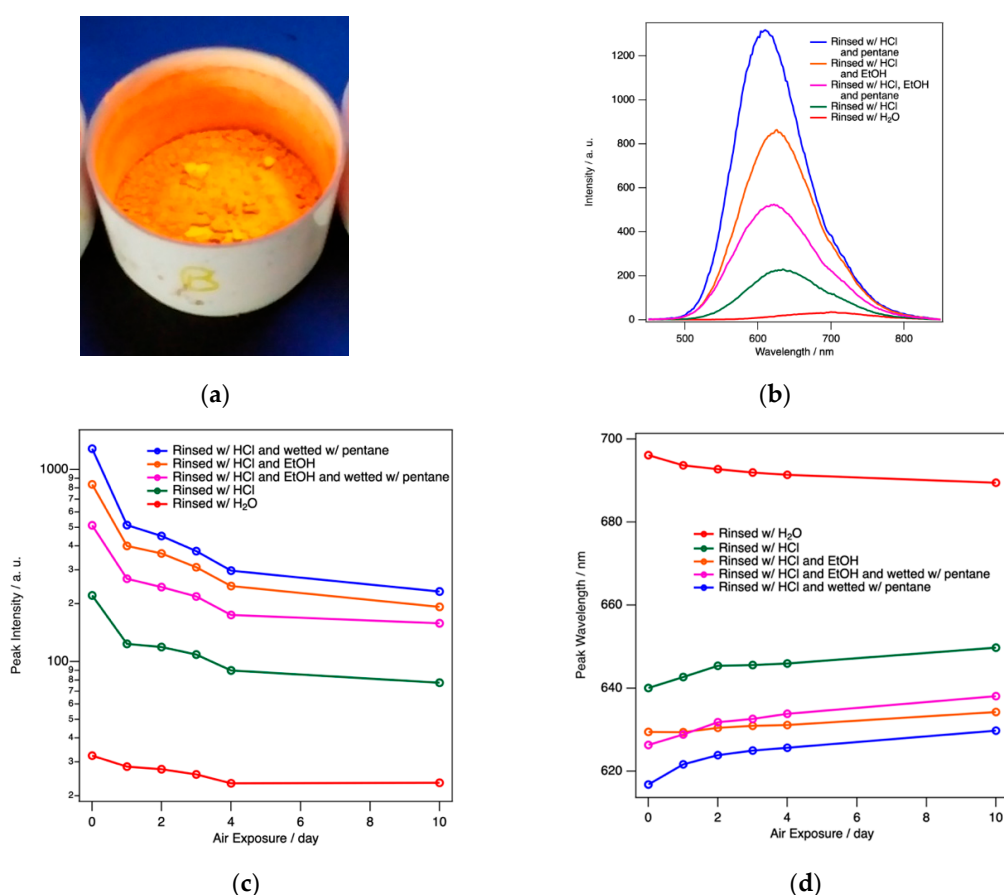 B
(a)
Intensity / a. u.
1200
1000
800
600
400
200
0
Rinsed w/ HCl
and pentane
Rinsed w/ HCl
and EtOH
Rinsed w/ HCl, EtOH
and pentane
Rinsed w/ HCl
Rinsed w/ H₂O
500 600 700 800
Wavelength / nm
(b)
Peak Intensity / a. u.
1000
9
8
7
6
5
4
3
2
100
9
8
7
6
5
4
3
2
Rinsed w/ HCl and wetted w/ pentane
Rinsed w/ HCl and EtOH
Rinsed w/ HCl and EtOH and wetted w/ pentane
Rinsed w/ HCl
Rinsed w/ H₂O
0 2 4 6 8 10
Air Exposure / day
(c)
Peak Wavelength / nm
700
680
660
640
620
Rinsed w/ H₂O
Rinsed w/ HCl
Rinsed w/ HCl and EtOH
Rinsed w/ HCl and EtOH and wetted w/ pentane
Rinsed w/ HCl and wetted w/ pentane
0 2 4 6 8 10
Air Exposure / day
(d)